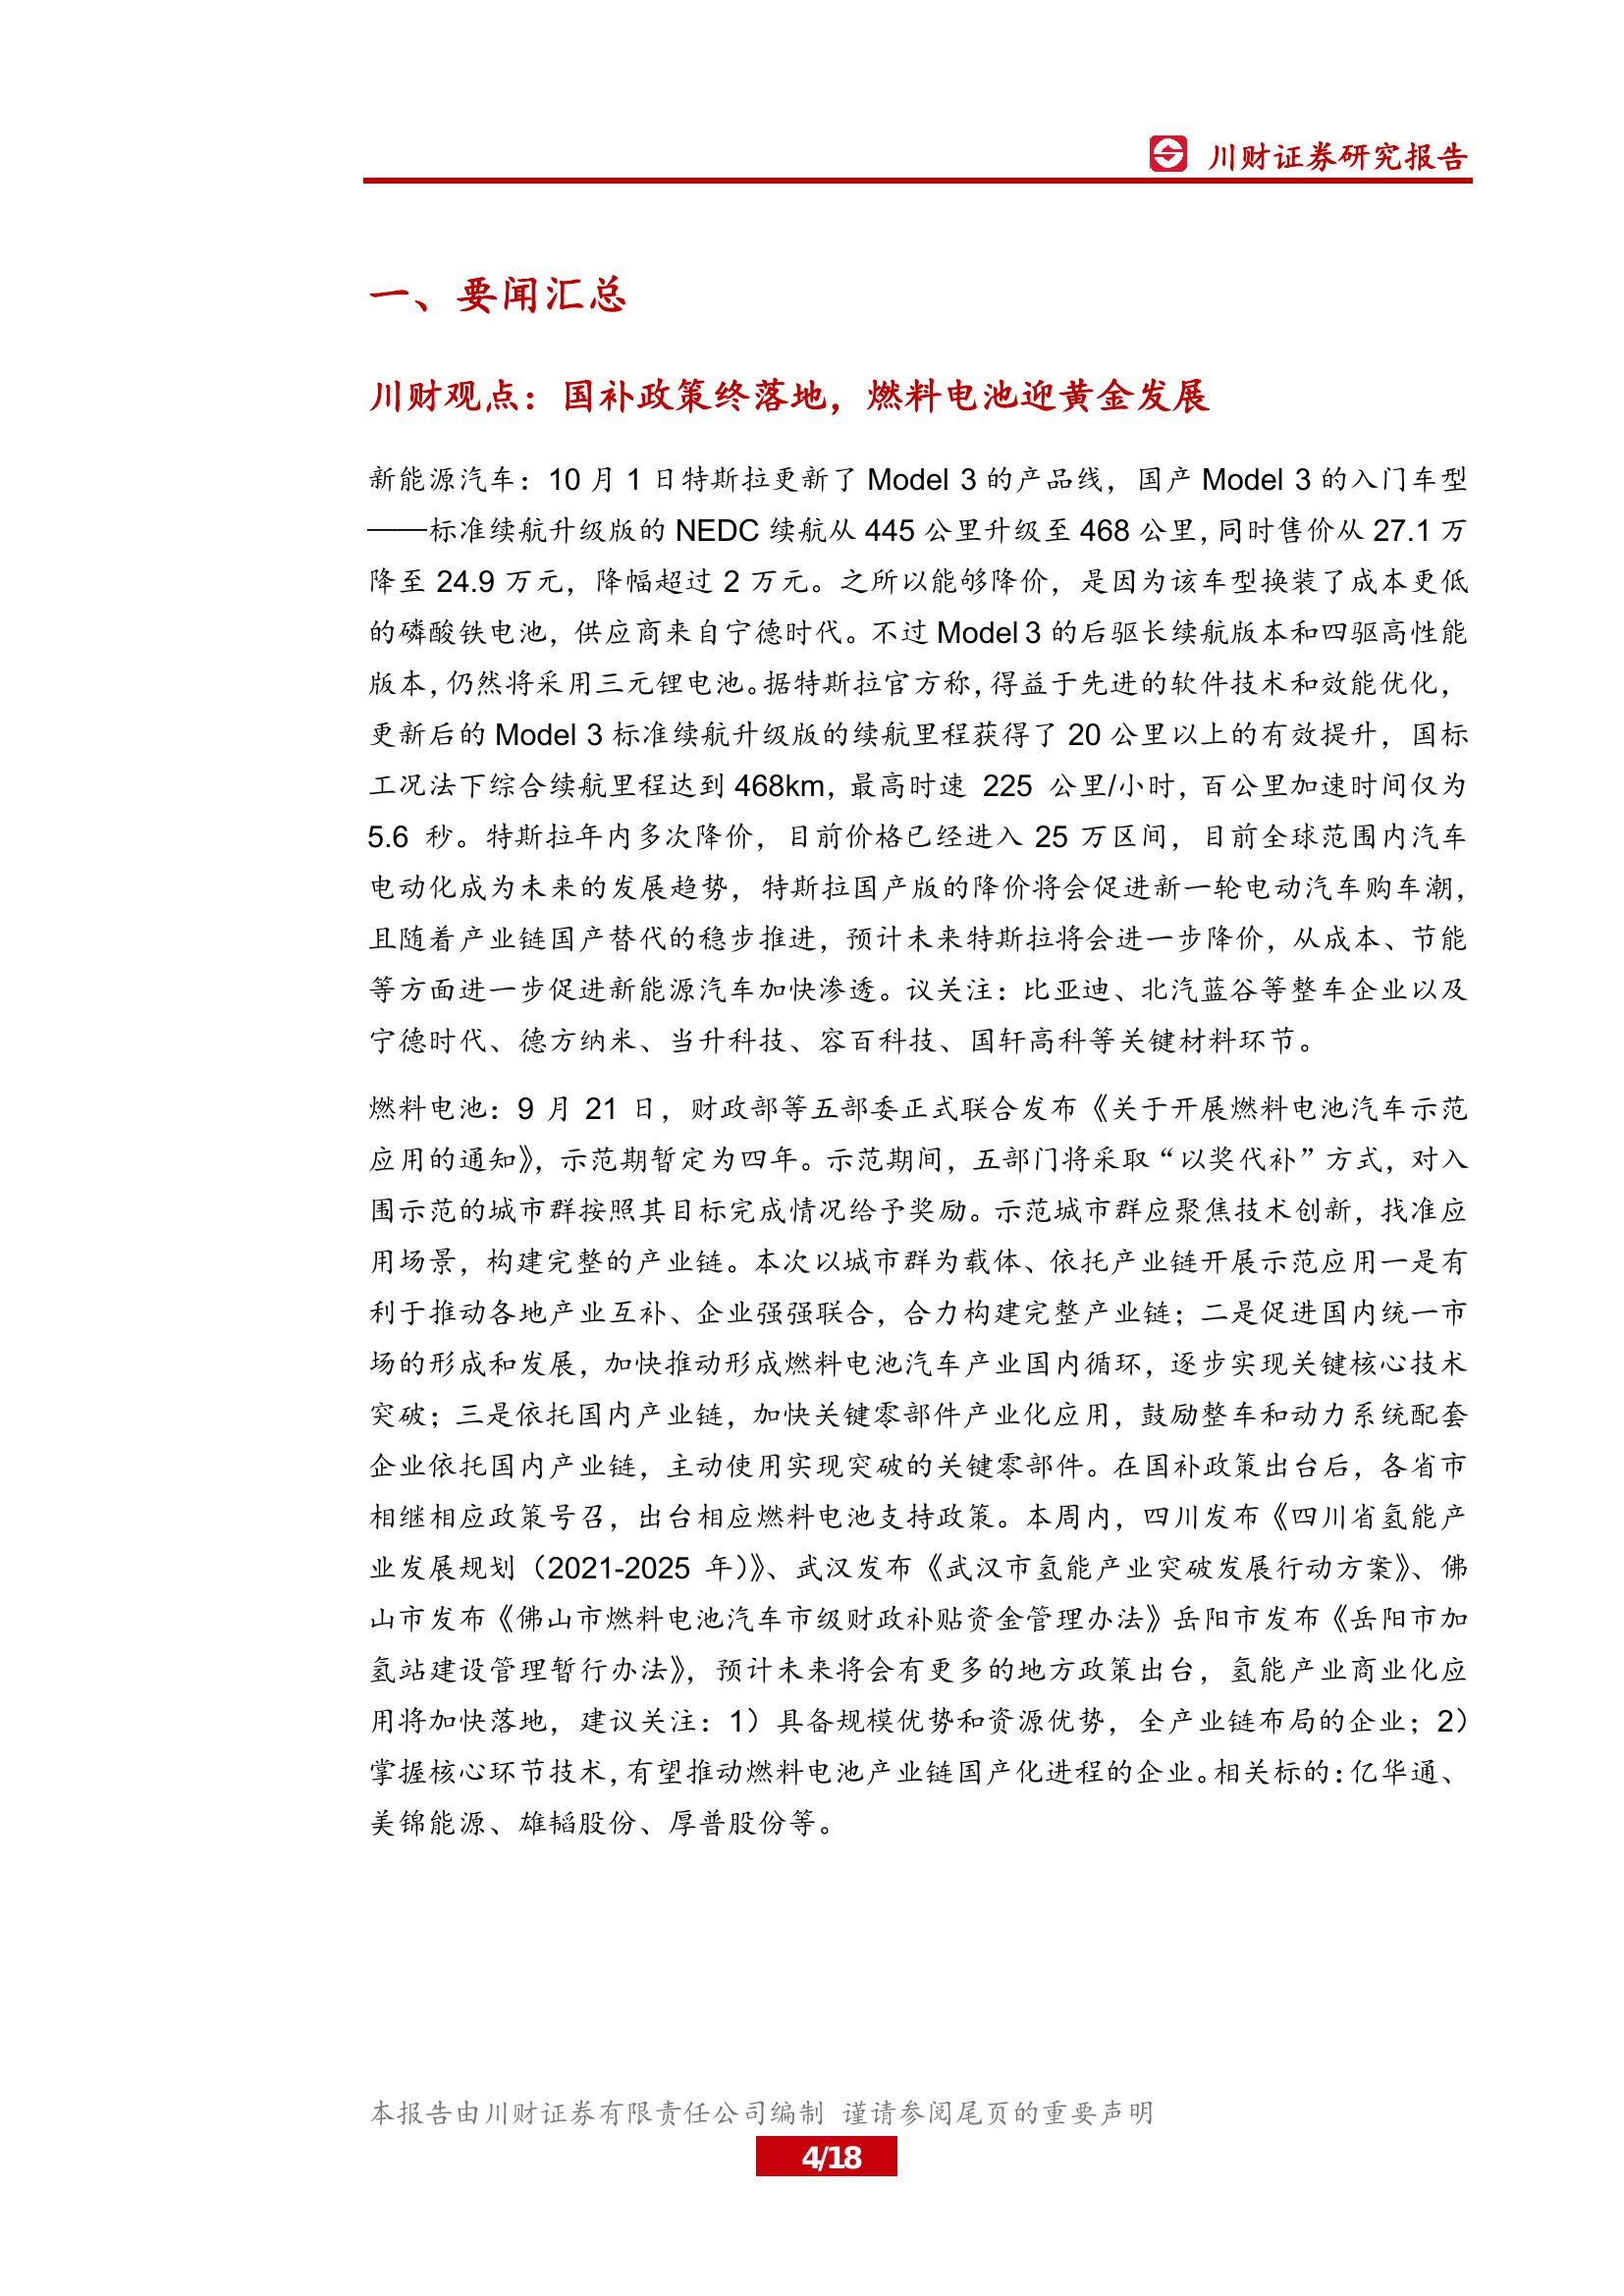 川财证券研究报告
一、要闻汇总
川财观点：国补政策终落地，燃料电池迎黄金发展
新能源汽车：10 月 1 日特斯拉更新了 Model 3 的产品线，国产 Model 3 的入门车型
——标准续航升级版的 NEDC 续航从 445 公里升级至 468 公里，同时售价从 27.1 万
降至 24.9 万元，降幅超过 2 万元。之所以能够降价，是因为该车型换装了成本更低
的磷酸铁电池，供应商来自宁德时代。不过 Model 3 的后驱长续航版本和四驱高性能
版本，仍然将采用三元锂电池。据特斯拉官方称，得益于先进的软件技术和效能优化，
更新后的 Model 3 标准续航升级版的续航里程获得了 20 公里以上的有效提升，国标
工况法下综合续航里程达到 468km，最高时速 225 公里/小时，百公里加速时间仅为
5.6 秒。特斯拉年内多次降价，目前价格已经进入 25 万区间，目前全球范围内汽车
电动化成为未来的发展趋势，特斯拉国产版的降价将会促进新一轮电动汽车购车潮，
且随着产业链国产替代的稳步推进，预计未来特斯拉将会进一步降价，从成本、节能
等方面进一步促进新能源汽车加快渗透。议关注：比亚迪、北汽蓝谷等整车企业以及
宁德时代、德方纳米、当升科技、容百科技、国轩高科等关键材料环节。
燃料电池：9 月 21 日，财政部等五部委正式联合发布《关于开展燃料电池汽车示范
应用的通知》，示范期暂定为四年。示范期间，五部门将采取“以奖代补”方式，对入
围示范的城市群按照其目标完成情况给予奖励。示范城市群应聚焦技术创新，找准应
用场景，构建完整的产业链。本次以城市群为载体、依托产业链开展示范应用一是有
利于推动各地产业互补、企业强强联合，合力构建完整产业链；二是促进国内统一市
场的形成和发展，加快推动形成燃料电池汽车产业国内循环，逐步实现关键核心技术
突破；三是依托国内产业链，加快关键零部件产业化应用，鼓励整车和动力系统配套
企业依托国内产业链，主动使用实现突破的关键零部件。在国补政策出台后，各省市
相继相应政策号召，出台相应燃料电池支持政策。本周内，四川发布《四川省氢能产
业发展规划（2021-2025 年）》、武汉发布《武汉市氢能产业突破发展行动方案》、佛
山市发布《佛山市燃料电池汽车市级财政补贴资金管理办法》岳阳市发布《岳阳市加
氢站建设管理暂行办法》，预计未来将会有更多的地方政策出台，氢能产业商业化应
用将加快落地，建议关注：1）具备规模优势和资源优势，全产业链布局的企业；2）
掌握核心环节技术，有望推动燃料电池产业链国产化进程的企业。相关标的：亿华通、
美锦能源、雄韬股份、厚普股份等。
本报告由川财证券有限责任公司编制 谨请参阅尾页的重要声明
4/18